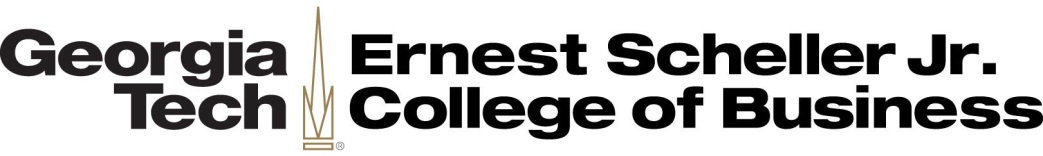 Georgia
Tech
®
Ernest Scheller Jr.
College of Business